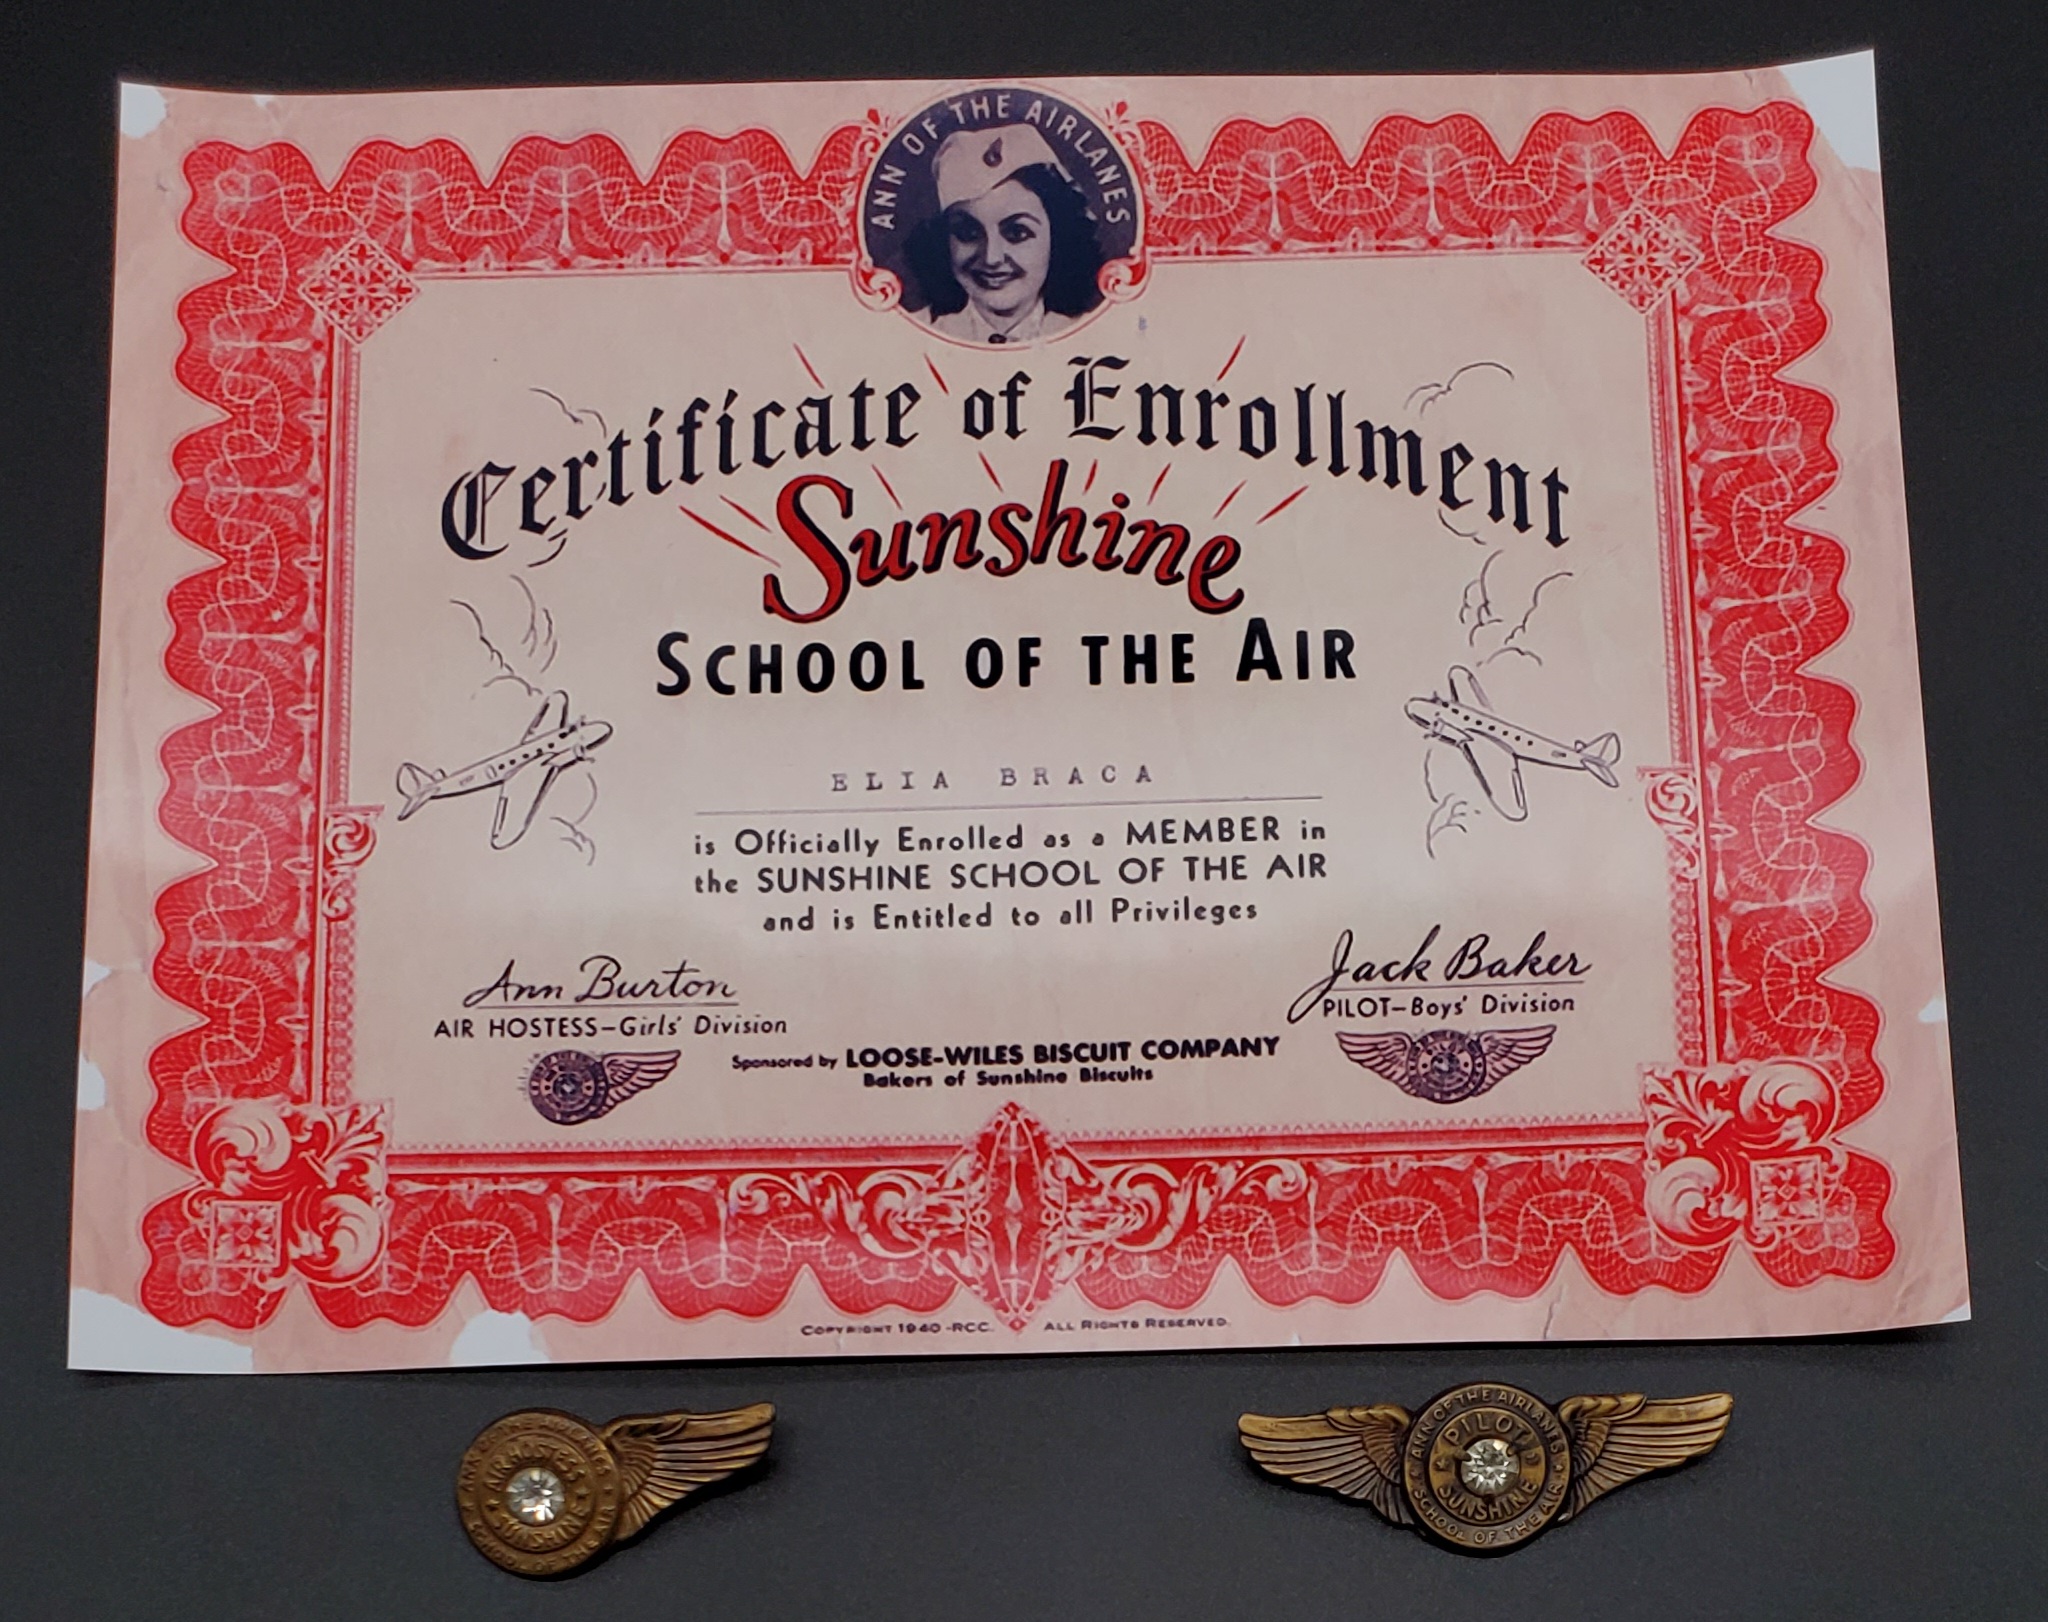 ANN OF THE AIRLANES
Certificate of Enrollment
Sunshine
SCHOOL OF THE AIR
ELIA BRACA
is Officially Enrolled as a MEMBER in
the SUNSHINE SCHOOL OF THE AIR
and is Entitled to all Privileges
Ann Burton
AIR HOSTESS-Girls' Division
Jack Baker
PILOT-Boys' Division
Sponsored by LOOSE-WILES BISCUIT COMPANY
Bakers of Sunshine Biscuits
COPYRIGHT 1940-RCC. ALL RIGHTS RESERVED.
ANN OF THE AIRLANES
AIR HOSTESS
SUNSHINE
SCHOOL OF THE AIR
ANN OF THE AIRLANES
PILOT
SUNSHINE
SCHOOL OF THE AIR